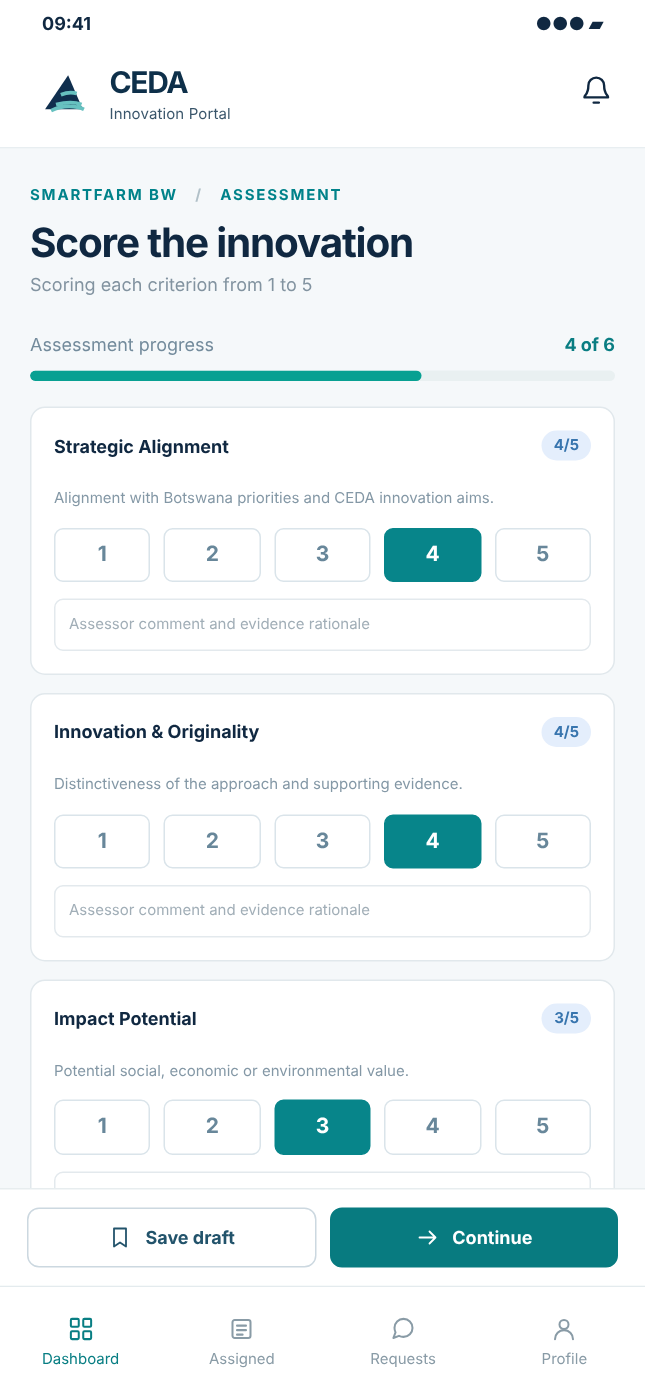 09:41
CEDA
Innovation Portal
SMARTFARM BW / ASSESSMENT
Score the innovation
Scoring each criterion from 1 to 5
Assessment progress 4 of 6
Strategic Alignment 4/5
Alignment with Botswana priorities and CEDA innovation aims.
1 2 3 4 5
Assessor comment and evidence rationale
Innovation & Originality 4/5
Distinctiveness of the approach and supporting evidence.
1 2 3 4 5
Assessor comment and evidence rationale
Impact Potential 3/5
Potential social, economic or environmental value.
1 2 3 4 5
Save draft Continue
Dashboard Assigned Requests Profile